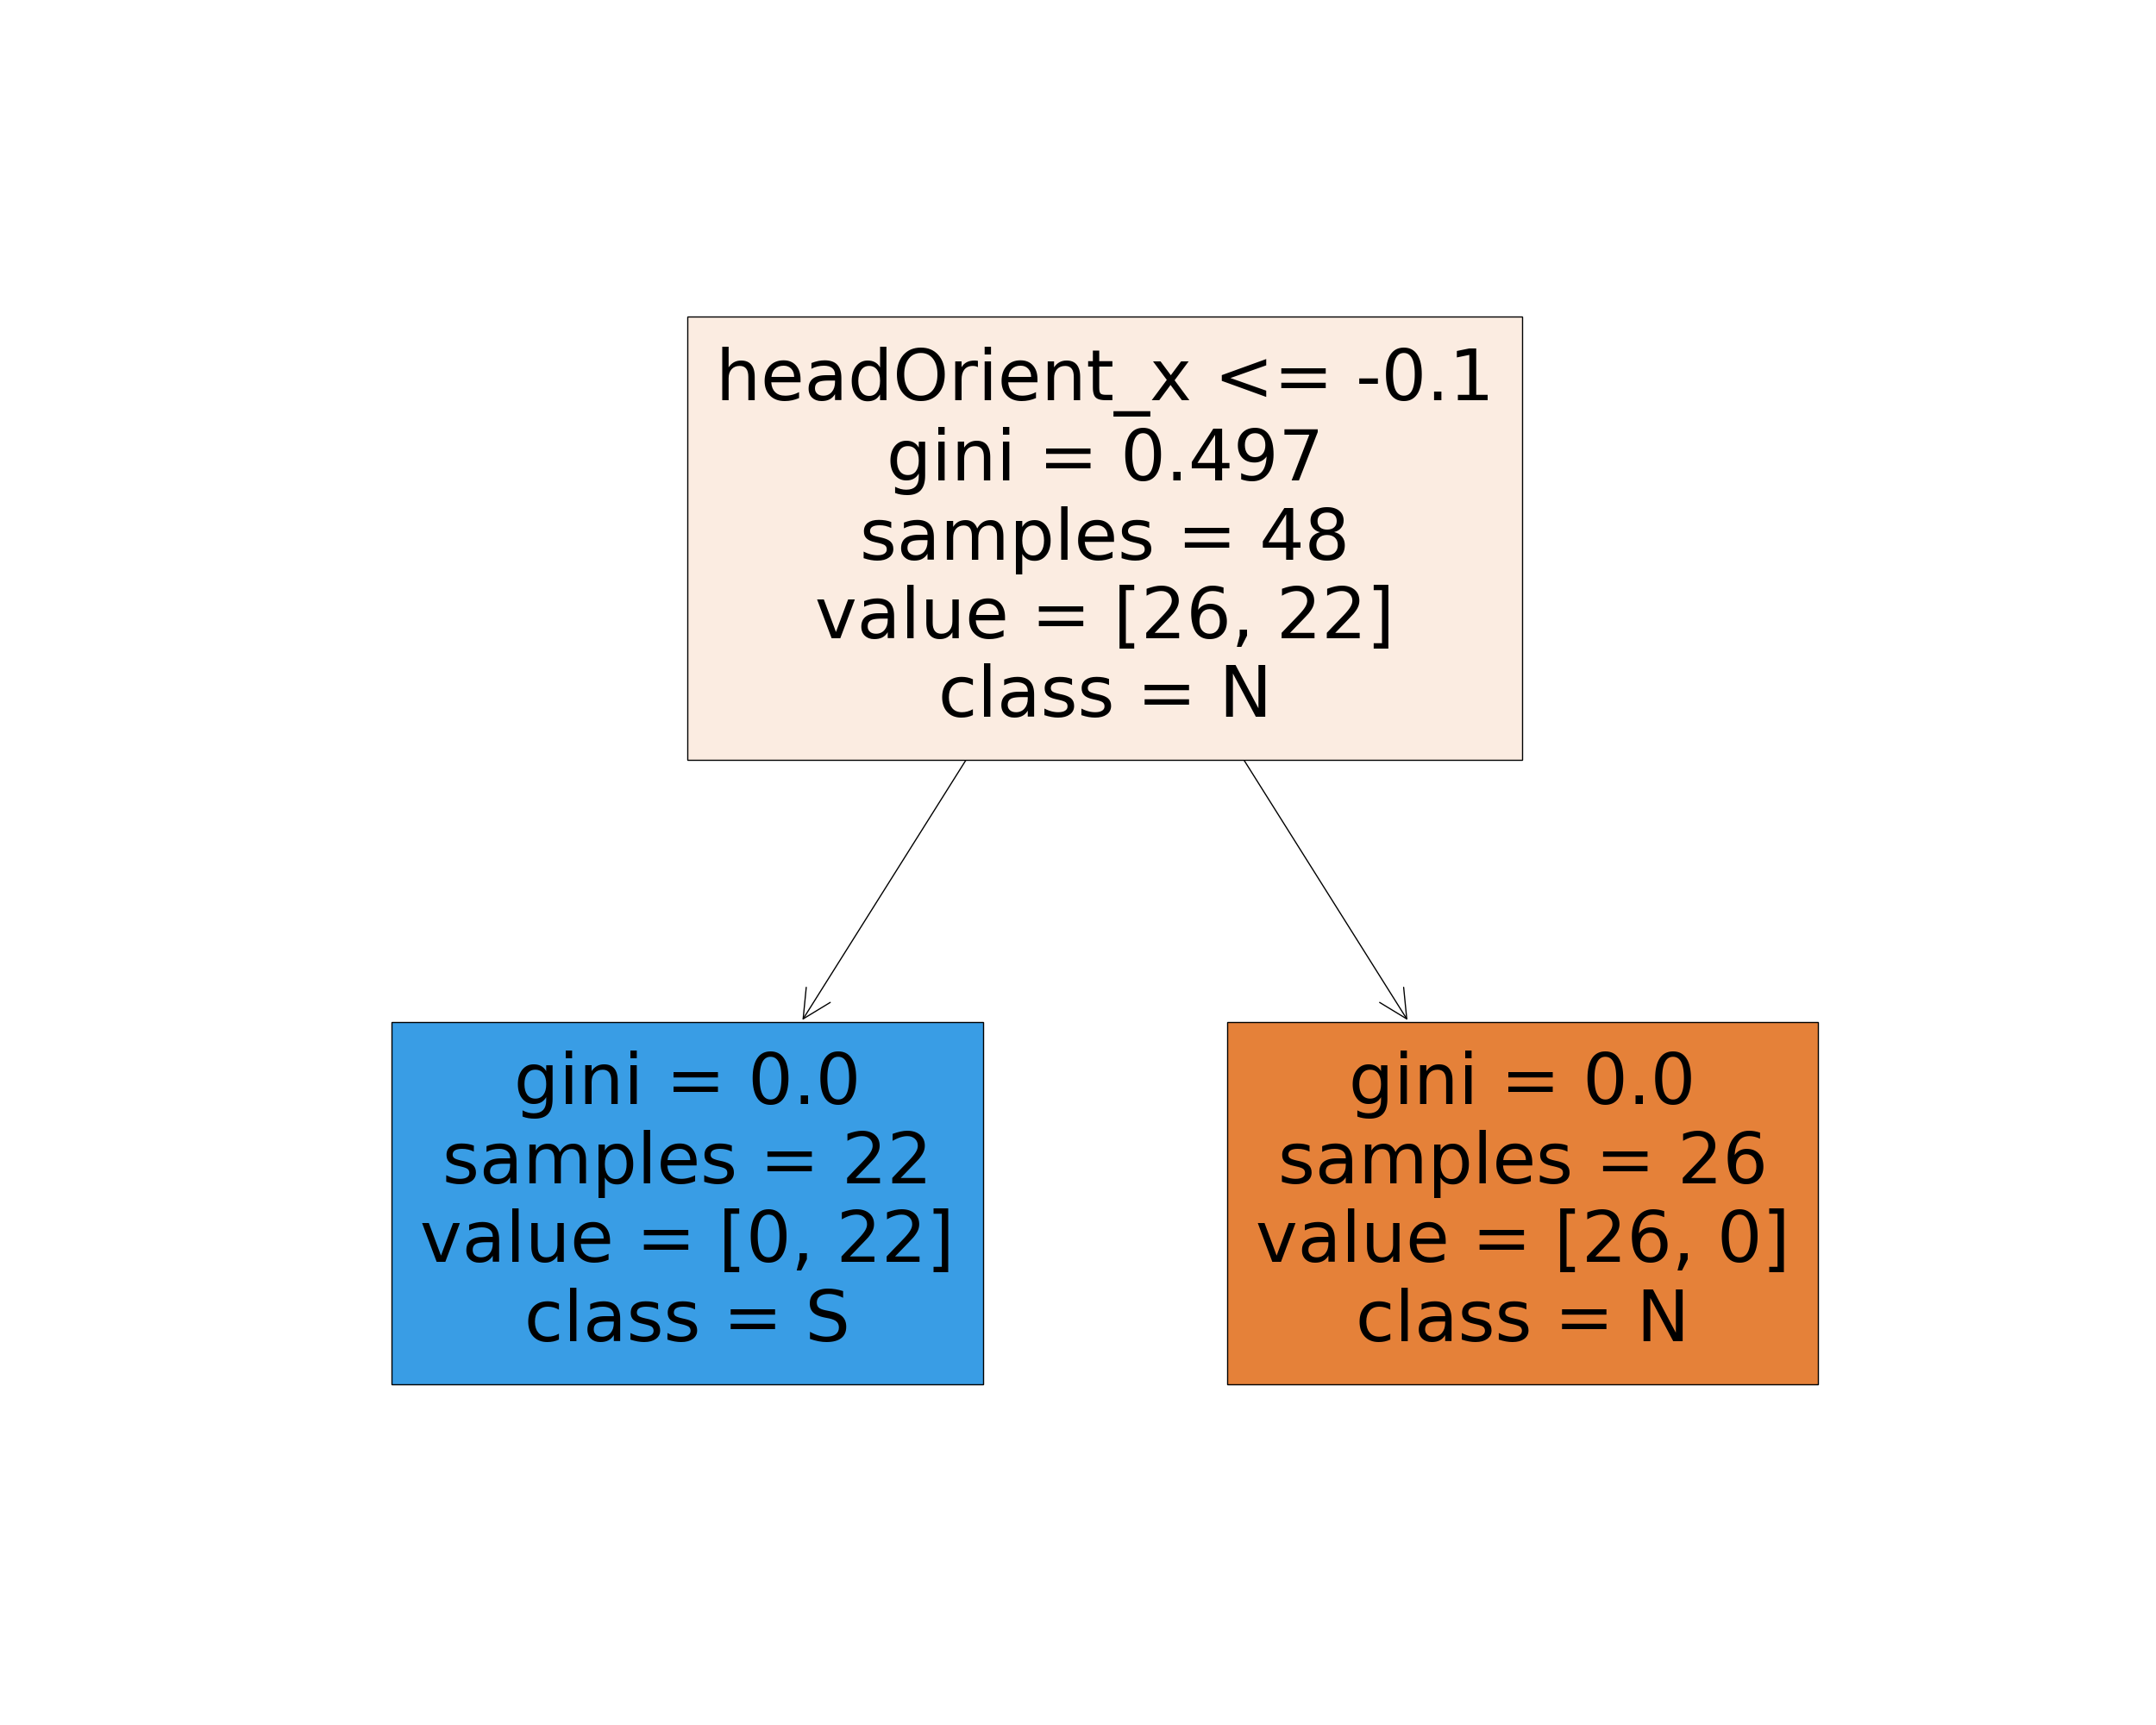 headOrient_x <= -0.1
gini = 0.497
samples = 48
value = [26, 22]
class = N
gini = 0.0
samples = 22
value = [0, 22]
class = S
gini = 0.0
samples = 26
value = [26, 0]
class = N